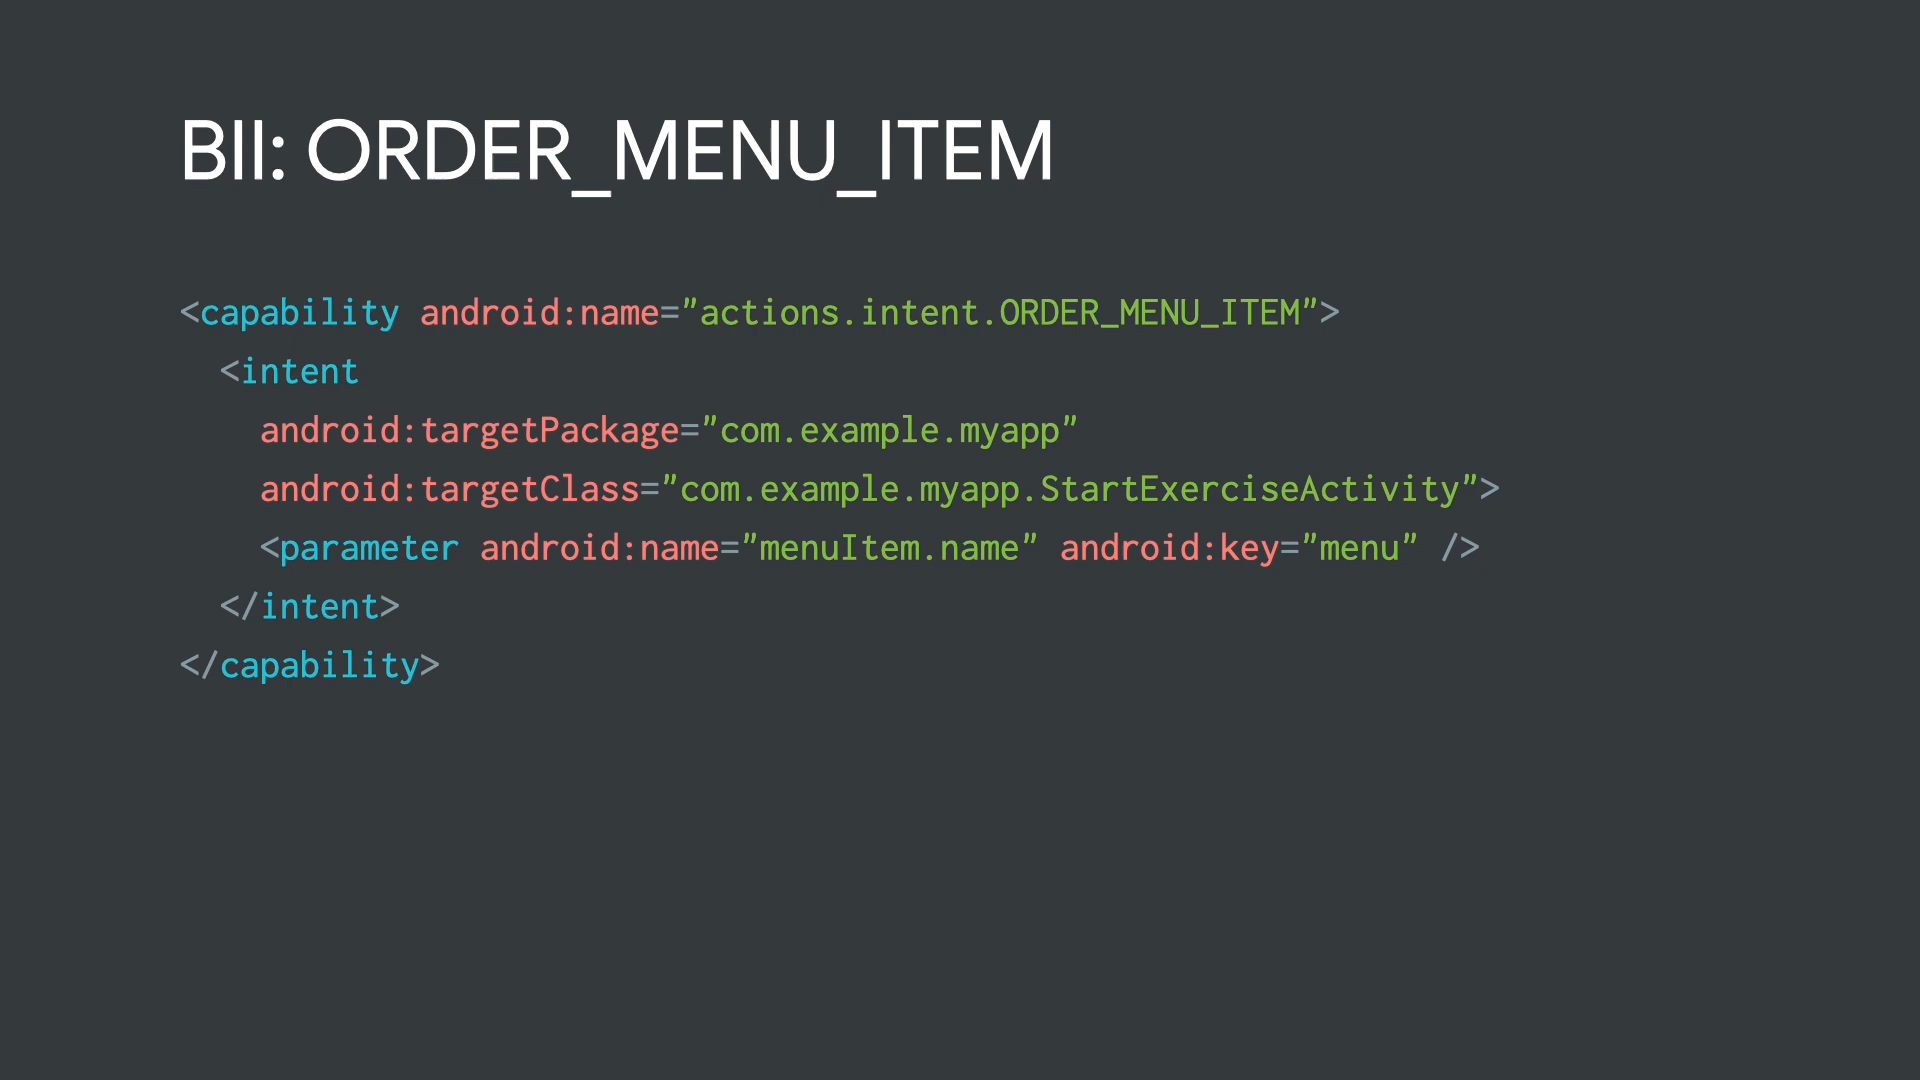 BII: ORDER_MENU_ITEM
<capability android:name="actions.intent.ORDER_MENU_ITEM">
  <intent
    android:targetPackage="com.example.myapp"
    android:targetClass="com.example.myapp.StartExerciseActivity">
    <parameter android:name="menuItem.name" android:key="menu" />
  </intent>
</capability>